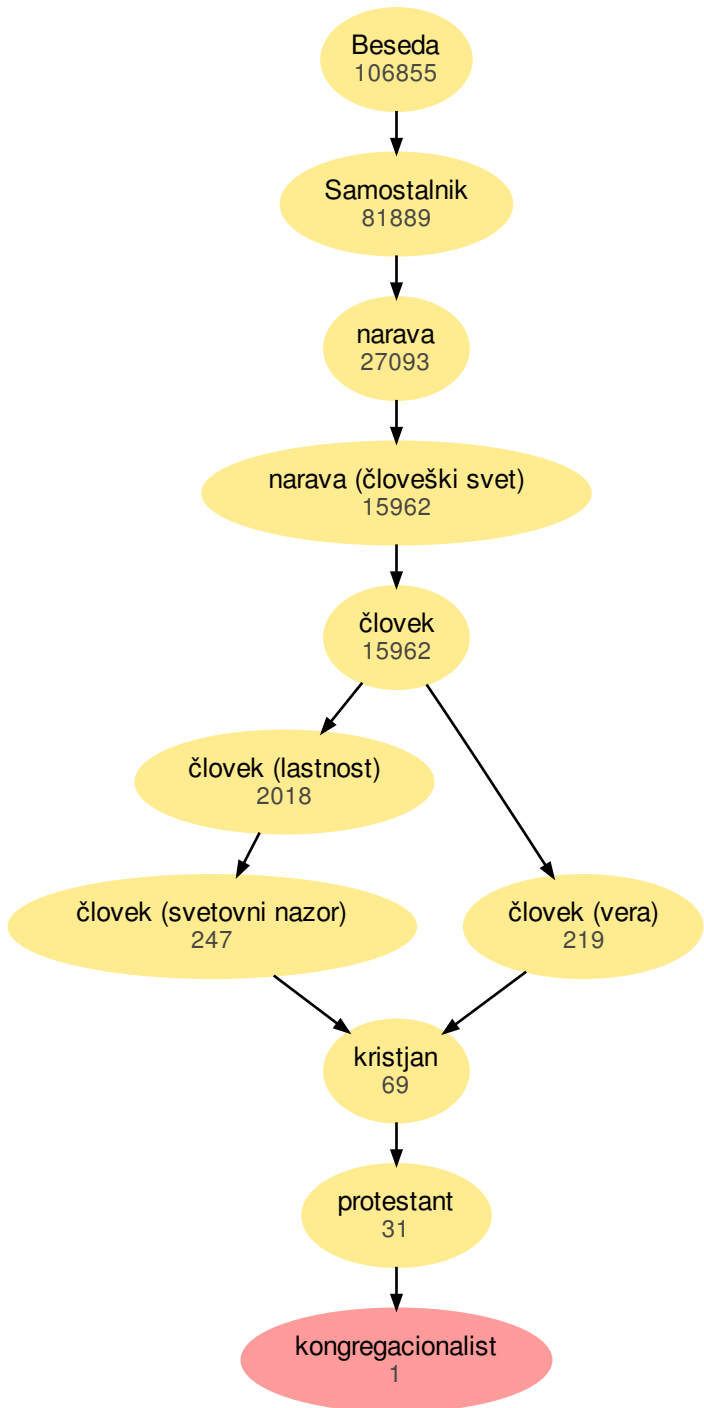 Beseda
106855
Samostalnik
81889
narava
27093
narava (človeški svet)
15962
človek
15962
človek (lastnost)
2018
človek (svetovni nazor)
247
človek (vera)
219
kristjan
69
protestant
31
kongregacionalist
1